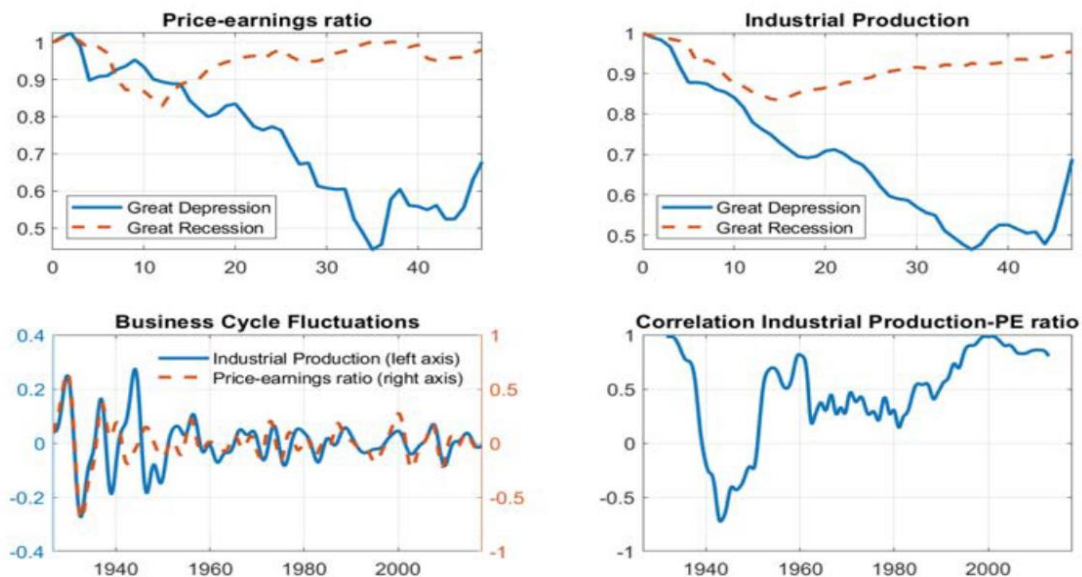 Price-earnings ratio
1
0.9
0.8
0.7
0.6
0.5
Great Depression
Great Recession
0 10 20 30 40
Industrial Production
1
0.9
0.8
0.7
0.6
0.5
Great Depression
Great Recession
0 10 20 30 40
Business Cycle Fluctuations
0.4 1
0.2 0.5
0 0
-0.2 -0.5
-0.4 -1
Industrial Production (left axis)
Price-earnings ratio (right axis)
1940 1960 1980 2000
Correlation Industrial Production-PE ratio
1
0.5
0
-0.5
-1
1940 1960 1980 2000